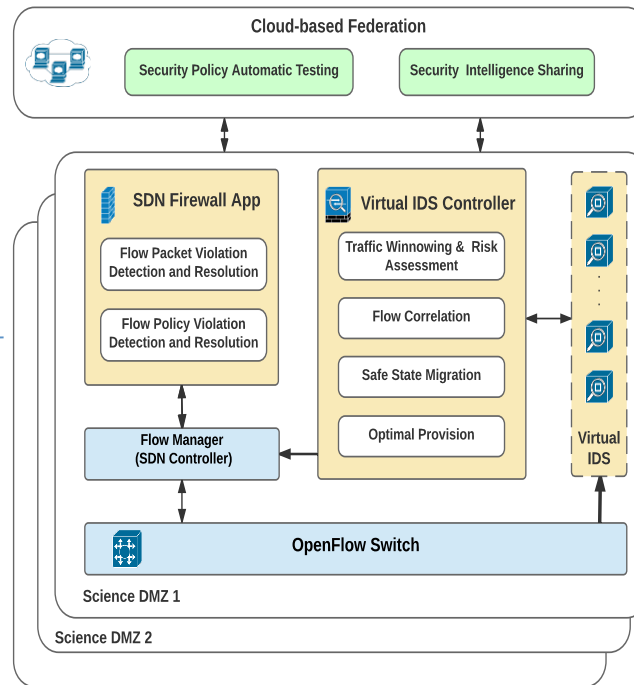 Cloud-based Federation
Security Policy Automatic Testing
Security Intelligence Sharing
SDN Firewall App
Flow Packet Violation
Detection and Resolution
Flow Policy Violation
Detection and Resolution
Virtual IDS Controller
Traffic Winnowing & Risk
Assessment
Flow Correlation
Safe State Migration
Optimal Provision
Virtual
IDS
Flow Manager
(SDN Controller)
OpenFlow Switch
Science DMZ 1
Science DMZ 2